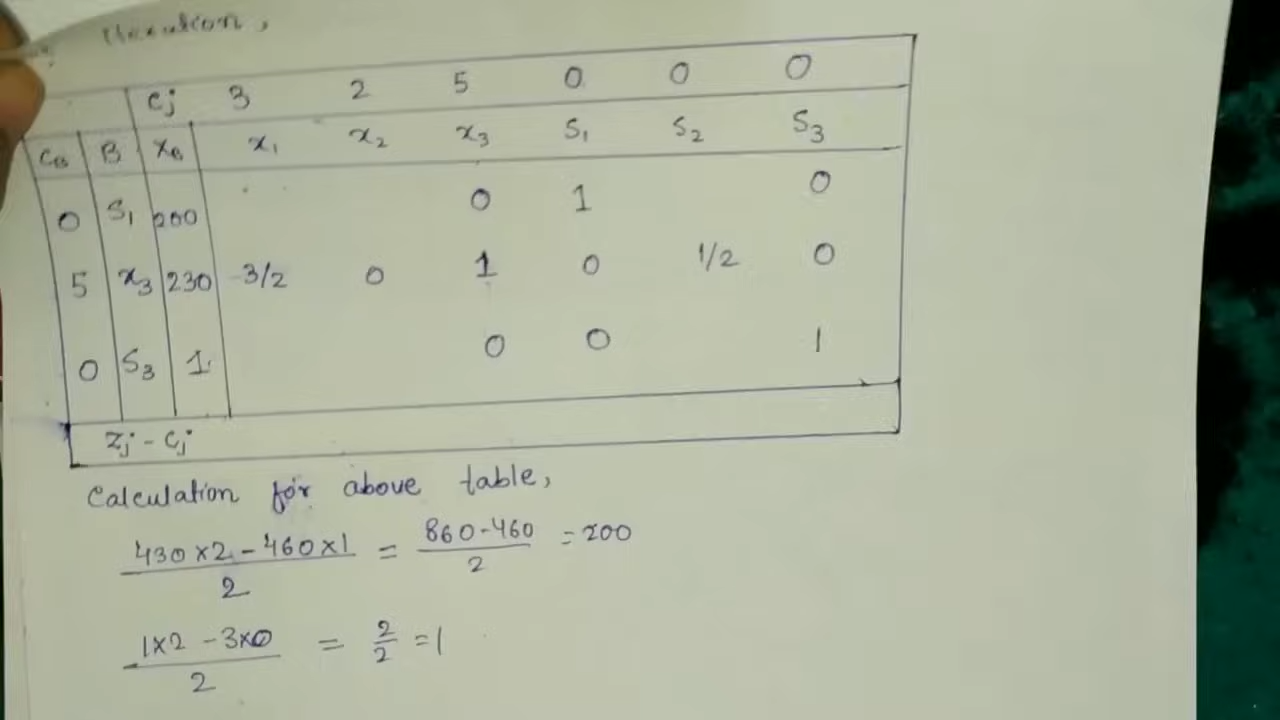 Iteration,
Cj 3 2 5 0 0 0
CB B XB x₁ x₂ x₃ S₁ S₂ S₃
0 S₁ 200 0 1 0
5 x₃ 230 3/2 0 1 0 1/2 0
0 S₃ 1 0 0 1
Zj - Cj
Calculation for above table,
430×2 - 460×1 / 2 = 860-460 / 2 = 200
1×2 - 3×0 / 2 = 2/2 = 1